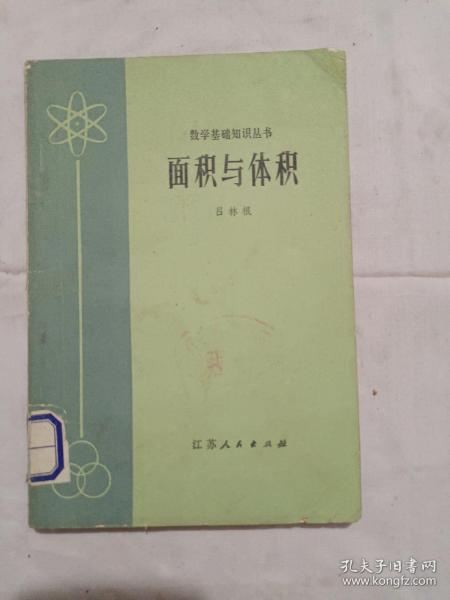 数学基础知识丛书
面积与体积
吕林根
江苏人民出版社
孔夫子旧书网
www.kongfz.com